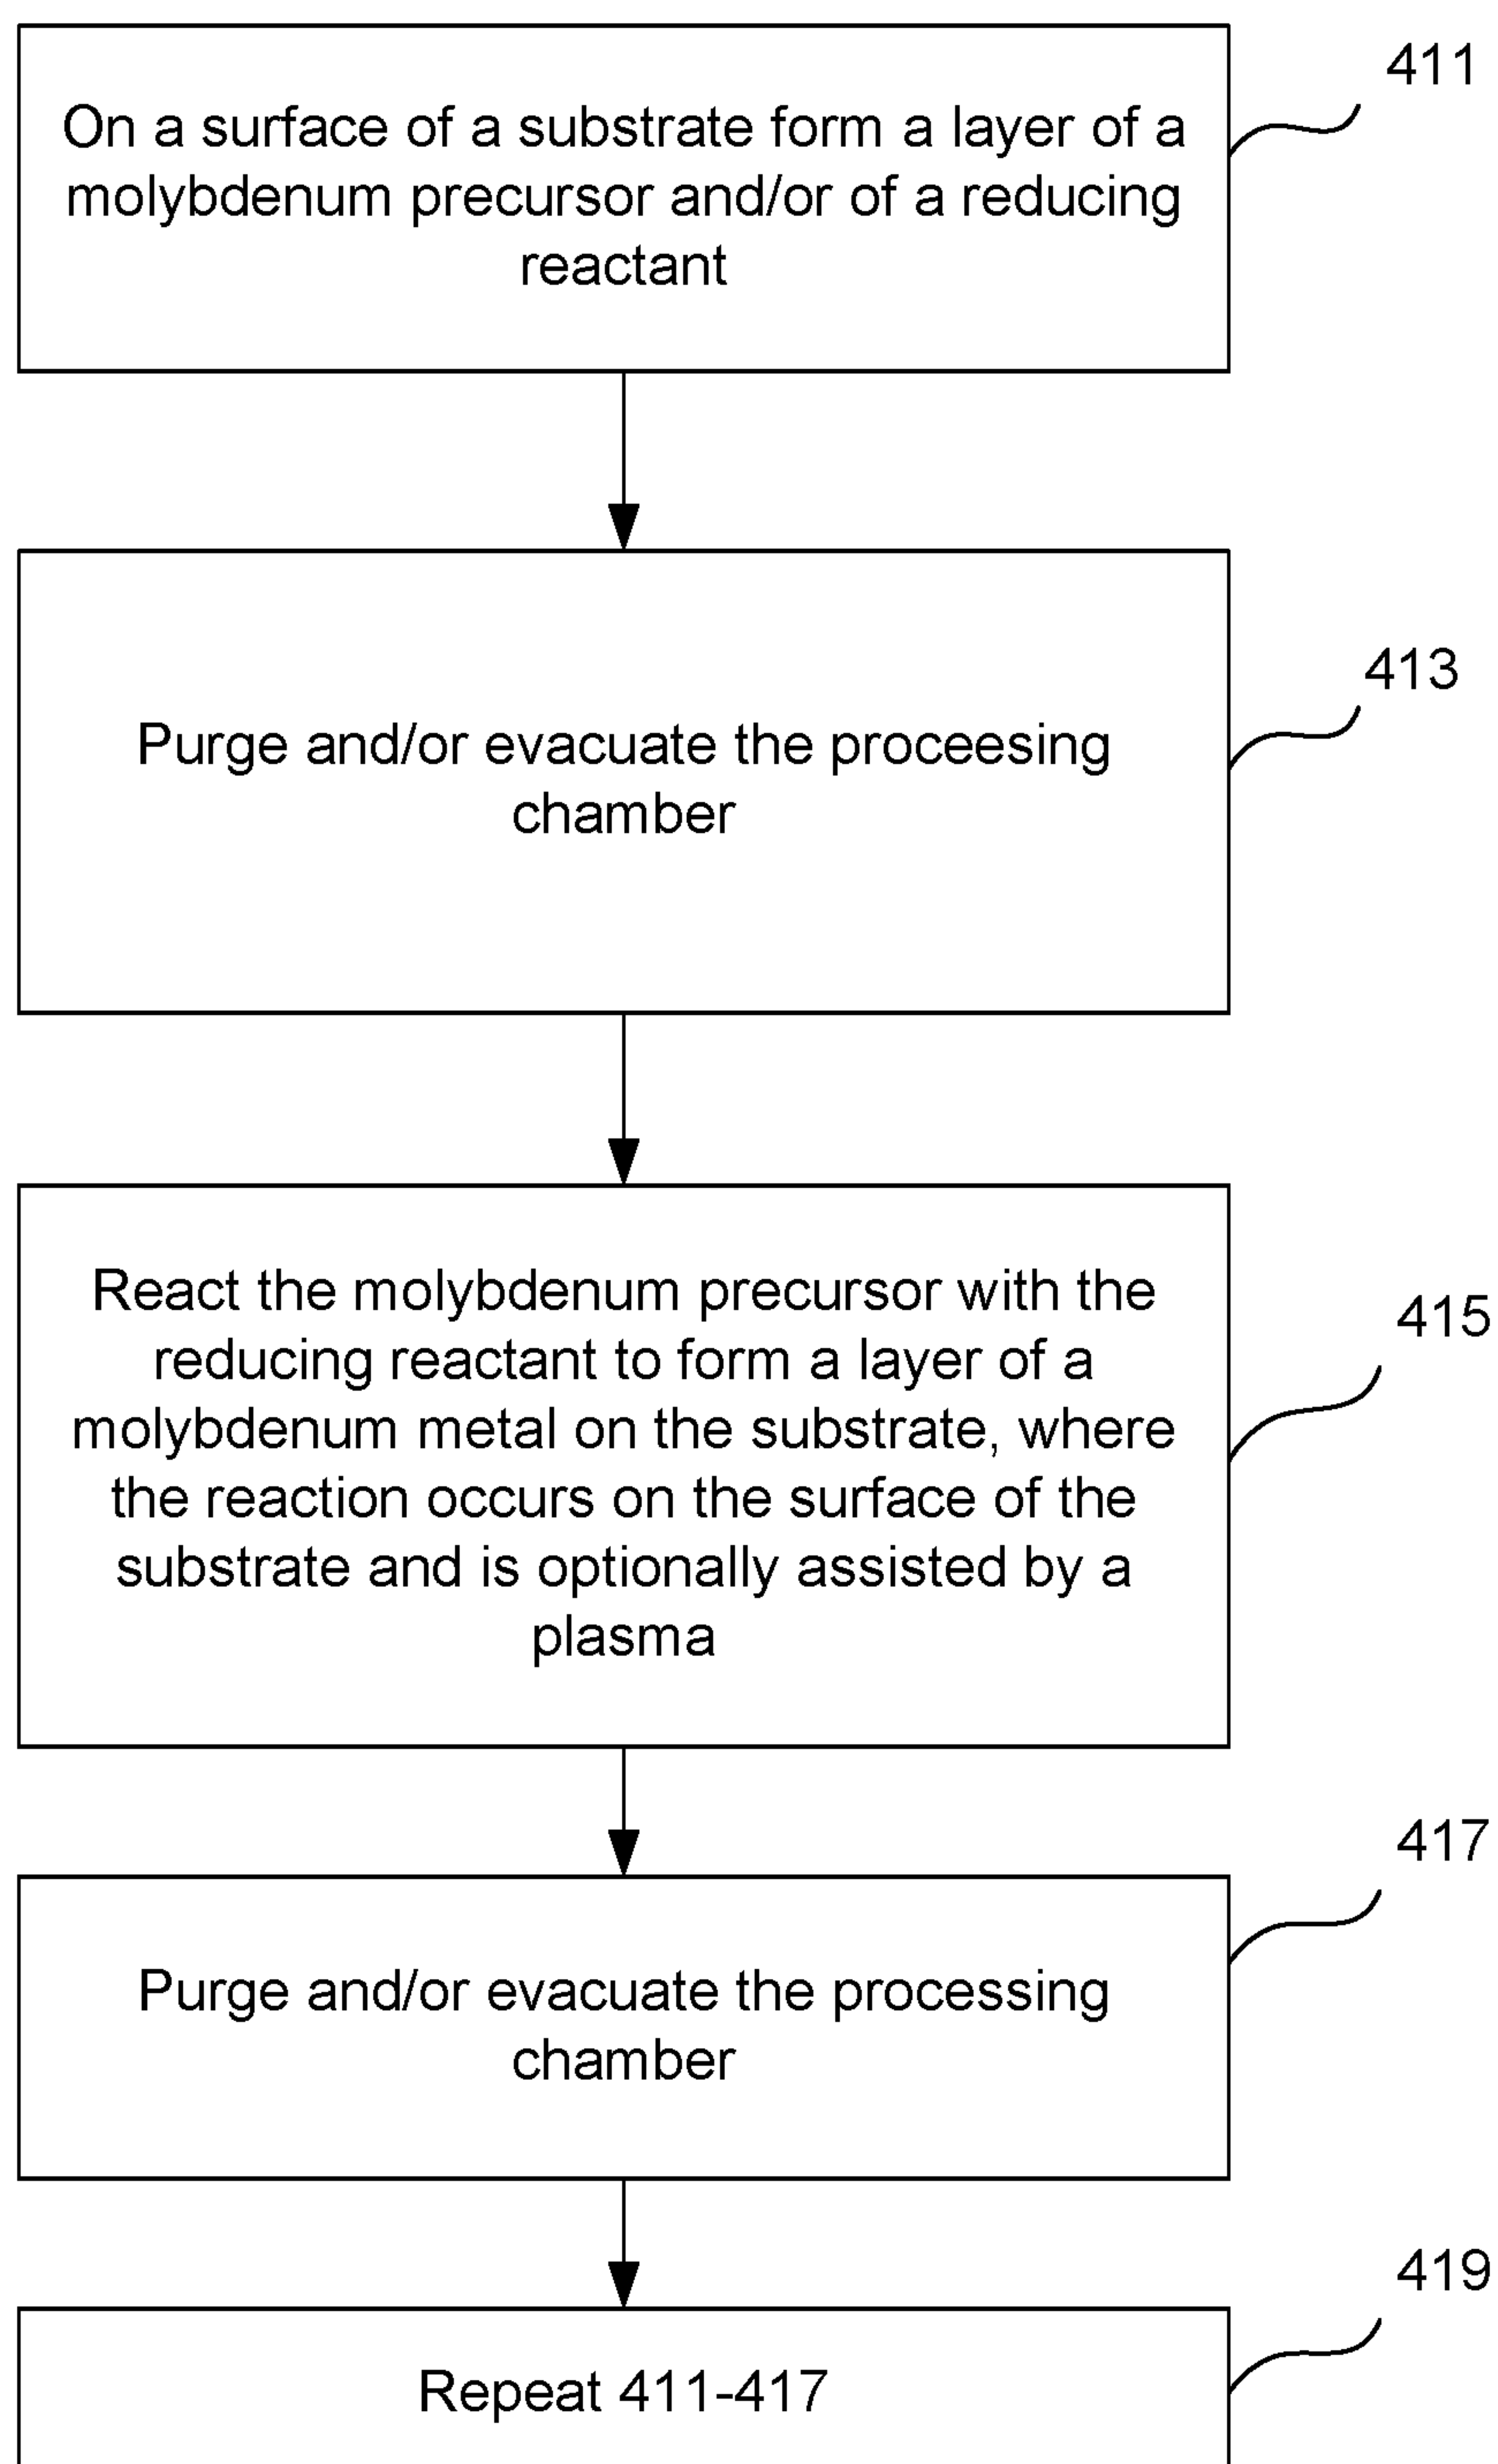 411
On a surface of a substrate form a layer of a
molybdenum precursor and/or of a reducing
reactant
413
Purge and/or evacuate the proceesing
chamber
415
React the molybdenum precursor with the
reducing reactant to form a layer of a
molybdenum metal on the substrate, where
the reaction occurs on the surface of the
substrate and is optionally assisted by a
plasma
417
Purge and/or evacuate the processing
chamber
419
Repeat 411-417